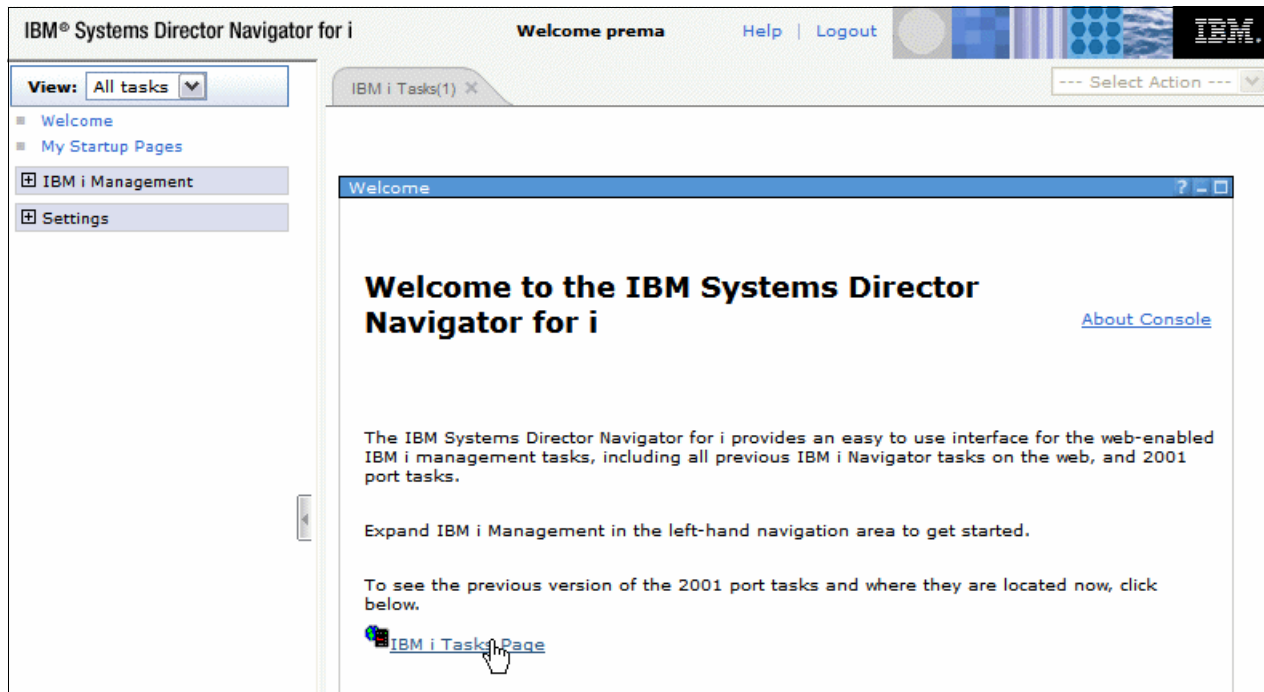 IBM® Systems Director Navigator for i
Welcome prema
Help | Logout
IBM.
View: All tasks
IBM i Tasks(1)
--- Select Action ---
Welcome
My Startup Pages
IBM i Management
Settings
Welcome
?
Welcome to the IBM Systems Director
Navigator for i
About Console
The IBM Systems Director Navigator for i provides an easy to use interface for the web-enabled
IBM i management tasks, including all previous IBM i Navigator tasks on the web, and 2001
port tasks.
Expand IBM i Management in the left-hand navigation area to get started.
To see the previous version of the 2001 port tasks and where they are located now, click
below.
IBM i Tasks Page